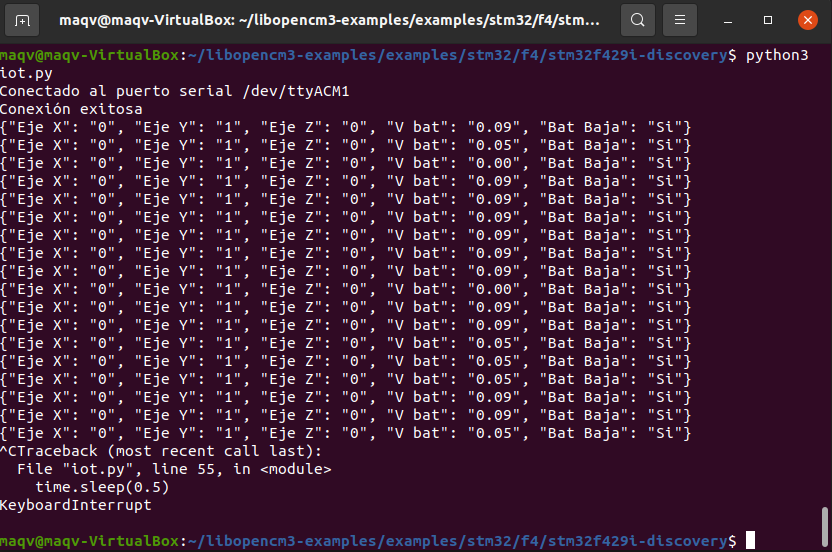 maqv@maqv-VirtualBox: ~/libopencm3-examples/examples/stm32/f4/stm...
maqv@maqv-VirtualBox:~/libopencm3-examples/examples/stm32/f4/stm32f429i-discovery$ python3
iot.py
Conectado al puerto serial /dev/ttyACM1
Conexión exitosa
{"Eje X": "0", "Eje Y": "1", "Eje Z": "0", "V bat": "0.09", "Bat Baja": "Si"}
{"Eje X": "0", "Eje Y": "1", "Eje Z": "0", "V bat": "0.05", "Bat Baja": "Si"}
{"Eje X": "0", "Eje Y": "1", "Eje Z": "0", "V bat": "0.00", "Bat Baja": "Si"}
{"Eje X": "0", "Eje Y": "1", "Eje Z": "0", "V bat": "0.09", "Bat Baja": "Si"}
{"Eje X": "0", "Eje Y": "1", "Eje Z": "0", "V bat": "0.09", "Bat Baja": "Si"}
{"Eje X": "0", "Eje Y": "1", "Eje Z": "0", "V bat": "0.09", "Bat Baja": "Si"}
{"Eje X": "0", "Eje Y": "1", "Eje Z": "0", "V bat": "0.09", "Bat Baja": "Si"}
{"Eje X": "0", "Eje Y": "1", "Eje Z": "0", "V bat": "0.09", "Bat Baja": "Si"}
{"Eje X": "0", "Eje Y": "1", "Eje Z": "0", "V bat": "0.09", "Bat Baja": "Si"}
{"Eje X": "0", "Eje Y": "1", "Eje Z": "0", "V bat": "0.00", "Bat Baja": "Si"}
{"Eje X": "0", "Eje Y": "1", "Eje Z": "0", "V bat": "0.09", "Bat Baja": "Si"}
{"Eje X": "0", "Eje Y": "1", "Eje Z": "0", "V bat": "0.09", "Bat Baja": "Si"}
{"Eje X": "0", "Eje Y": "1", "Eje Z": "0", "V bat": "0.05", "Bat Baja": "Si"}
{"Eje X": "0", "Eje Y": "1", "Eje Z": "0", "V bat": "0.05", "Bat Baja": "Si"}
{"Eje X": "0", "Eje Y": "1", "Eje Z": "0", "V bat": "0.05", "Bat Baja": "Si"}
{"Eje X": "0", "Eje Y": "1", "Eje Z": "0", "V bat": "0.09", "Bat Baja": "Si"}
{"Eje X": "0", "Eje Y": "1", "Eje Z": "0", "V bat": "0.09", "Bat Baja": "Si"}
{"Eje X": "0", "Eje Y": "1", "Eje Z": "0", "V bat": "0.05", "Bat Baja": "Si"}
^CTraceback (most recent call last):
  File "iot.py", line 55, in <module>
    time.sleep(0.5)
KeyboardInterrupt
maqv@maqv-VirtualBox:~/libopencm3-examples/examples/stm32/f4/stm32f429i-discovery$